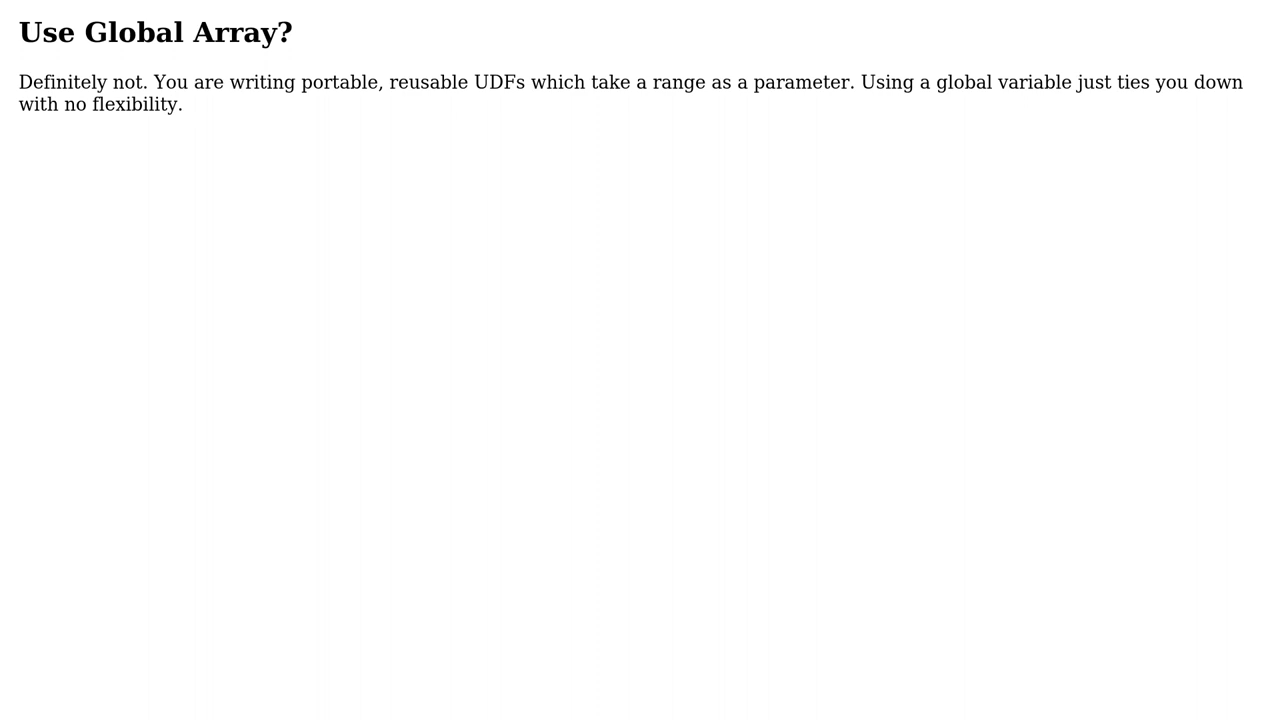 Use Global Array?
Definitely not. You are writing portable, reusable UDFs which take a range as a parameter. Using a global variable just ties you down
with no flexibility.